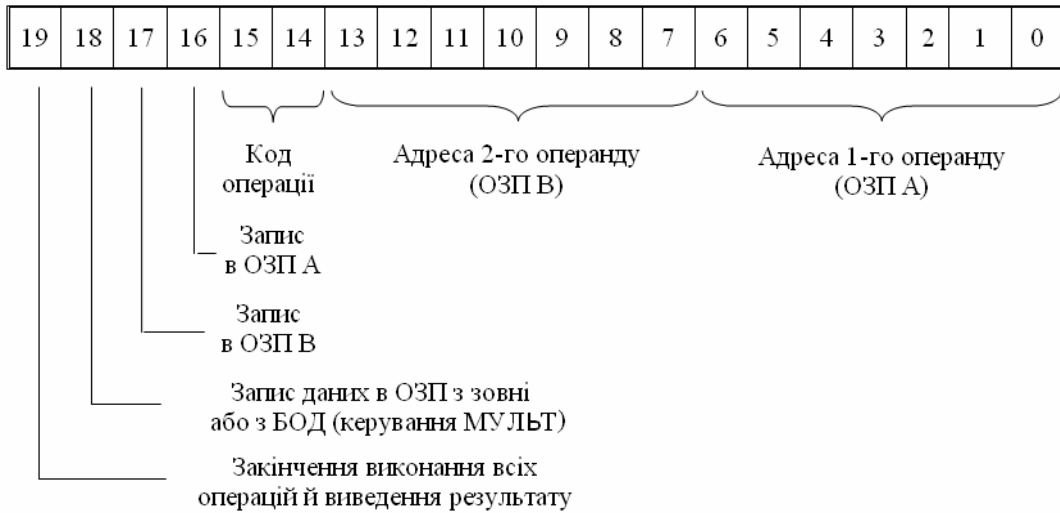 19 18 17 16 15 14 13 12 11 10 9 8 7 6 5 4 3 2 1 0
Код
операції
Адреса 2-го операнду
(ОЗП В)
Адреса 1-го операнду
(ОЗП А)
Запис
в ОЗП А
Запис
в ОЗП В
Запис даних в ОЗП з зовні
або з БОД (керування МУЛЬТ)
Закінчення виконання всіх
операцій й виведення результату